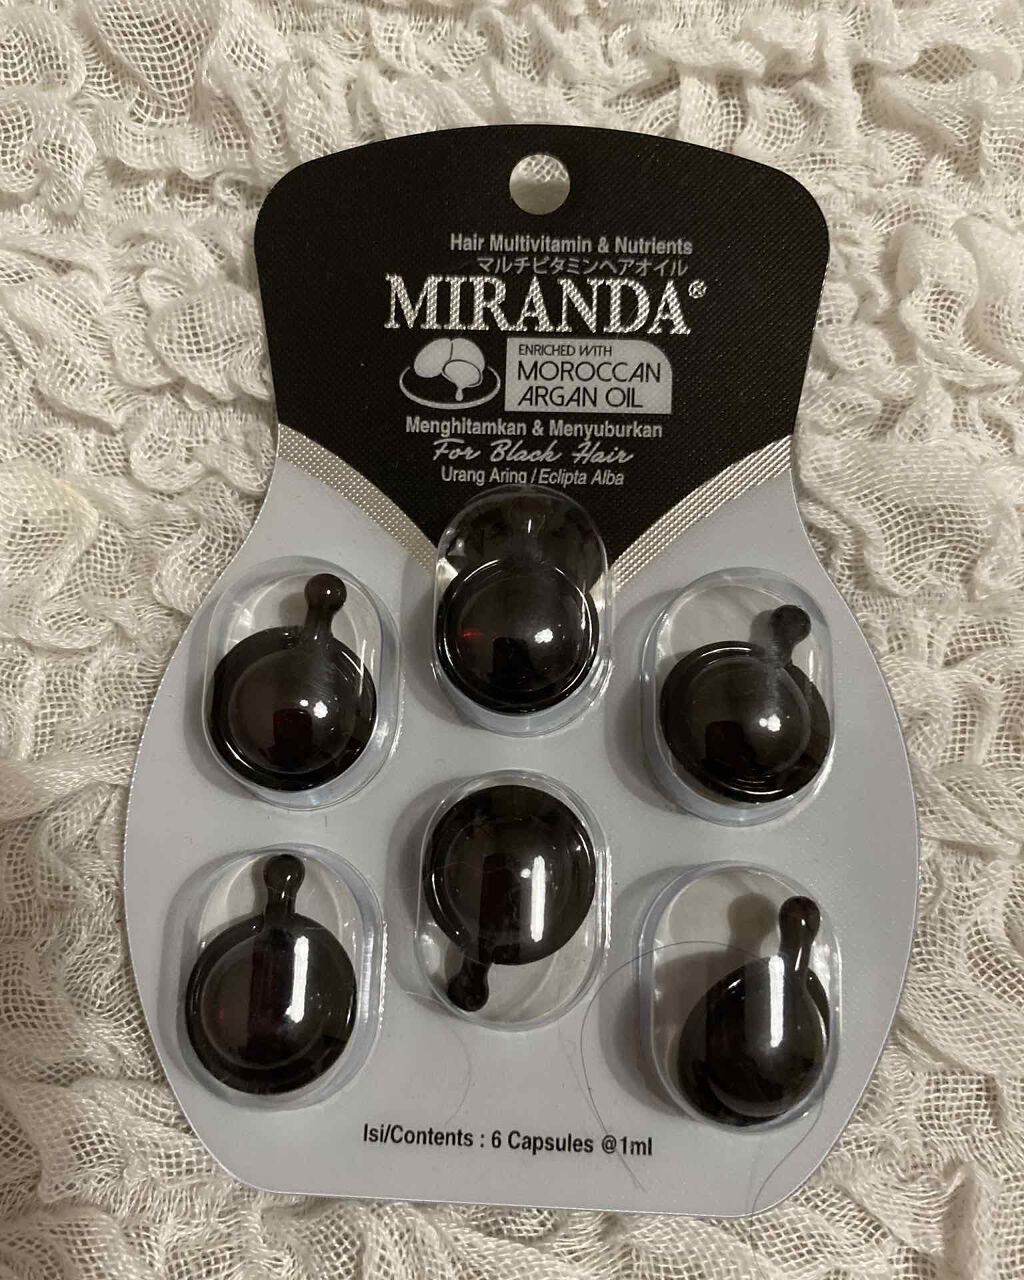 Hair Multivitamin & Nutrients
マルチビタミンヘアオイル
MIRANDA®
ENRICHED WITH
MOROCCAN
ARGAN OIL
Menghitamkan & Menyuburkan
For Black Hair
Urang Aring / Eclipta Alba
Isi/Contents : 6 Capsules @1ml